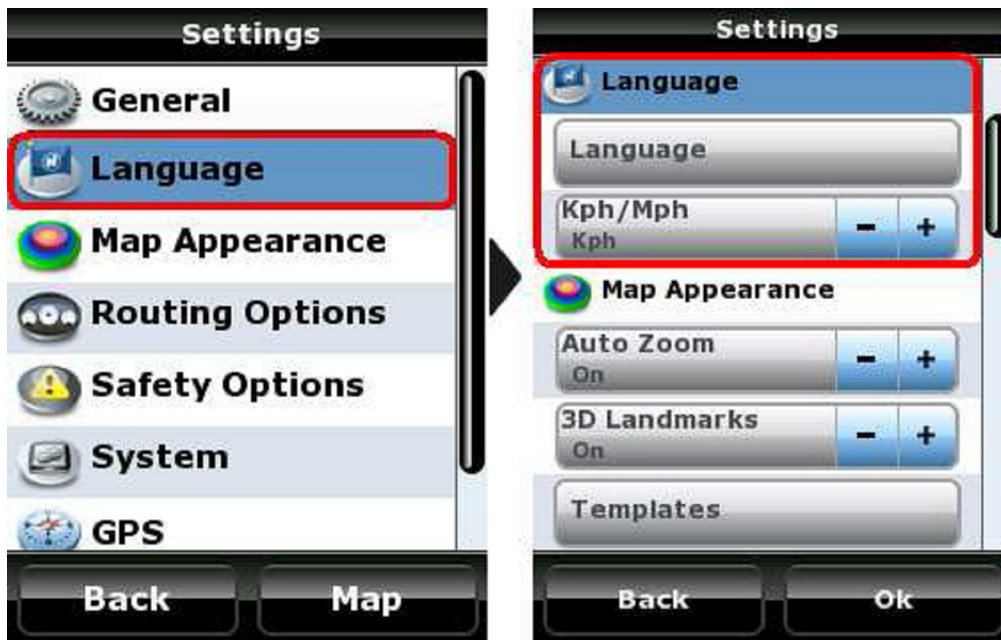 Settings
General
Language
Map Appearance
Routing Options
Safety Options
System
GPS
Back
Map
Settings
Language
Language
Kph/Mph
Kph
- +
Map Appearance
Auto Zoom
On
- +
3D Landmarks
On
- +
Templates
Back
Ok